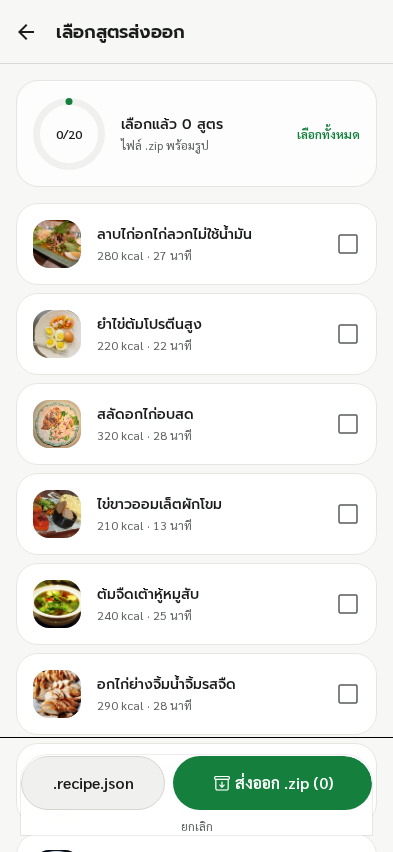 เลือกสูตรส่งออก
0/20
เลือกแล้ว 0 สูตร
ไฟล์ .zip พร้อมรูป
เลือกทั้งหมด
ลาบไก่อกไก่ลวกไม่ใช้น้ำมัน
280 kcal · 27 นาที
ยำไข่ต้มโปรตีนสูง
220 kcal · 22 นาที
สลัดอกไก่อบสด
320 kcal · 28 นาที
ไข่ขาวออมเล็ตผักโขม
210 kcal · 13 นาที
ต้มจืดเต้าหู้หมูสับ
240 kcal · 25 นาที
อกไก่ย่างจิ้มน้ำจิ้มรสจืด
290 kcal · 28 นาที
.recipe.json
ส่งออก .zip (0)
ยกเลิก